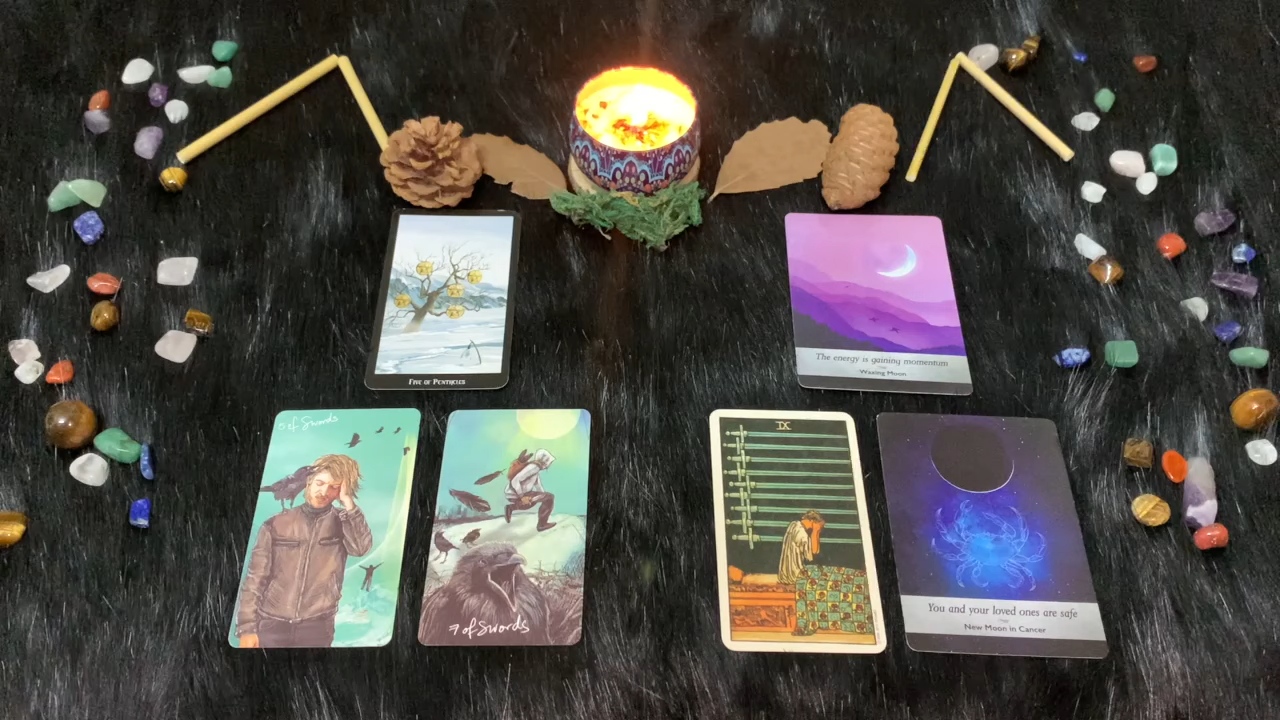 Five of Pentacles
The energy is gaining momentum
Waxing Moon
5 of Swords
7 of Swords
IX
You and your loved ones are safe
New Moon in Cancer